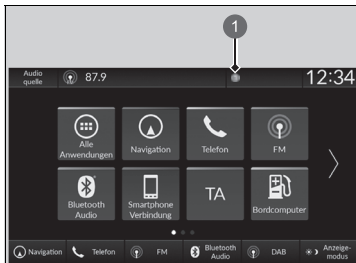 1
Audio
quelle
87.9
12:34
Alle
Anwendungen
Navigation
Telefon
FM
Bluetooth
Audio
Smartphone
Verbindung
TA
Bordcomputer
Navigation
Telefon
FM
Bluetooth
Audio
DAB
Anzeige-
modus